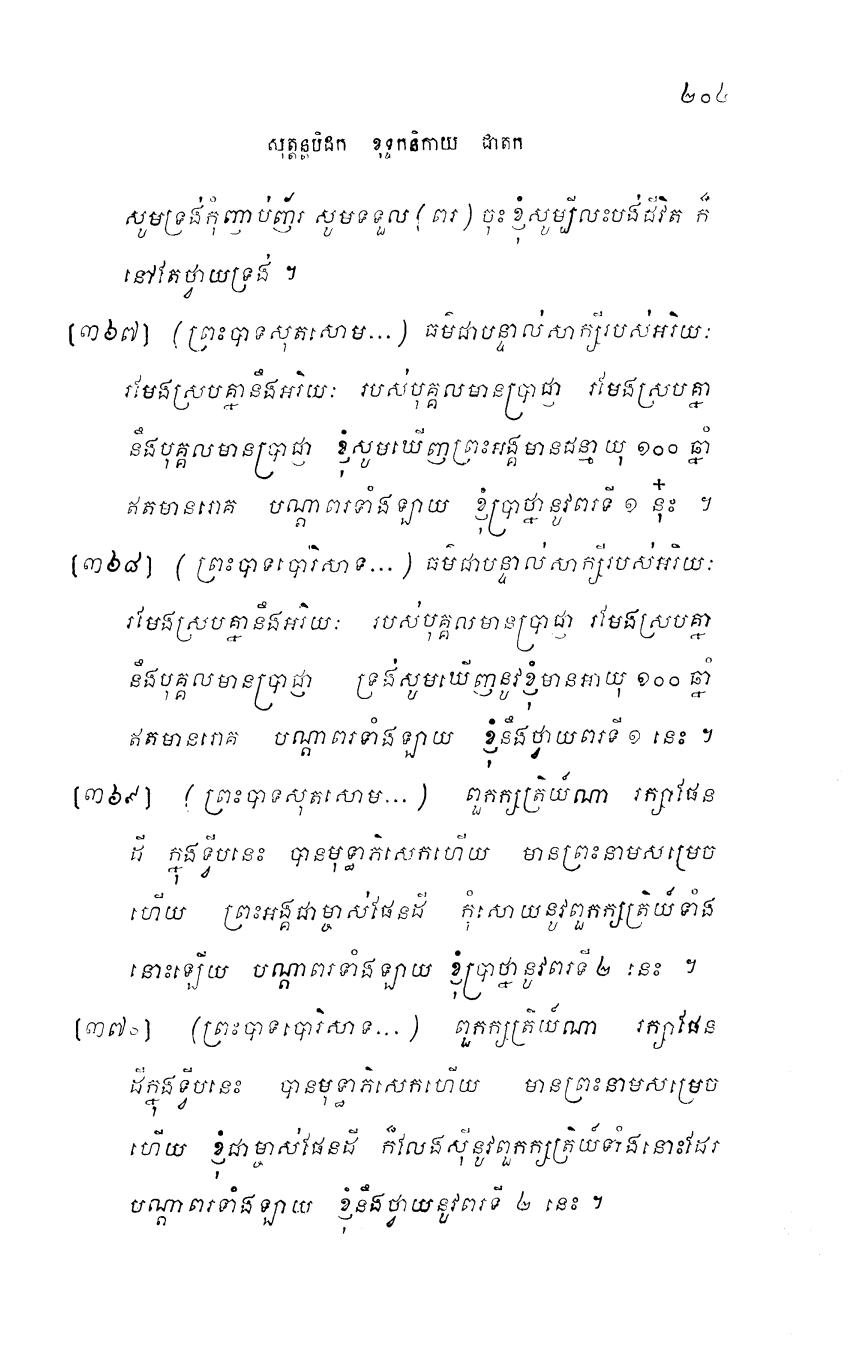 ២០៤
សុត្តន្តបិដក ខុទ្ទកនិកាយ ជាតក
សូមទ្រង់កុំញាប់ញ័រ សូមទទួល ( ពរ ) ចុះ ខ្ញុំសូម្បីលះបង់ជីវិត ក៏
នៅតែថ្វាយទ្រង់ ។
[៣៦៧] (ព្រះបាទសុតសោម...) ធម៌ជាបន្ទាល់សាក្សីរបស់អរិយៈ
រមែងស្របគ្នានឹងអរិយៈ របស់បុគ្គលមានប្រាជ្ញា រមែងស្របគ្នា
នឹងបុគ្គលមានប្រាជ្ញា ខ្ញុំសូមឃើញព្រះអង្គមានជន្មាយុ ១០០ ឆ្នាំ
ឥតមានរោគ បណ្តាពរទាំងឡាយ ខ្ញុំប្រាថ្នានូវពរទី ១ នុ៎ះ ។
[៣៦៨] (ព្រះបាទបោរិសាទ...) ធម៌ជាបន្ទាល់សាក្សីរបស់អរិយៈ
រមែងស្របគ្នានឹងអរិយៈ របស់បុគ្គលមានប្រាជ្ញា រមែងស្របគ្នា
នឹងបុគ្គលមានប្រាជ្ញា ទ្រង់សូមឃើញនូវខ្ញុំមានអាយុ ១០០ ឆ្នាំ
ឥតមានរោគ បណ្តាពរទាំងឡាយ ខ្ញុំនឹងថ្វាយពរទី ១ នេះ ។
[៣៦៩] (ព្រះបាទសុតសោម...) ពួកក្សត្រិយ៍ណា រក្សាផែន
ដី ក្នុងទ្វីបនេះ បានមុទ្ធាភិសេកហើយ មានព្រះនាមសម្រេច
ហើយ ព្រះអង្គជាម្ចាស់ផែនដី កុំសោយនូវពួកក្សត្រិយ៍ទាំង
នោះឡើយ បណ្តាពរទាំងឡាយ ខ្ញុំប្រាថ្នានូវពរទី ២ នេះ ។
[៣៧០] (ព្រះបាទបោរិសាទ...) ពួកក្សត្រិយ៍ណា រក្សាផែន
ដីក្នុងទ្វីបនេះ បានមុទ្ធាភិសេកហើយ មានព្រះនាមសម្រេច
ហើយ ខ្ញុំជាម្ចាស់ផែនដី ក៏លែងស៊ីនូវពួកក្សត្រិយ៍ទាំងនោះដែរ
បណ្តាពរទាំងឡាយ ខ្ញុំនឹងថ្វាយនូវពរទី ២ នេះ ។